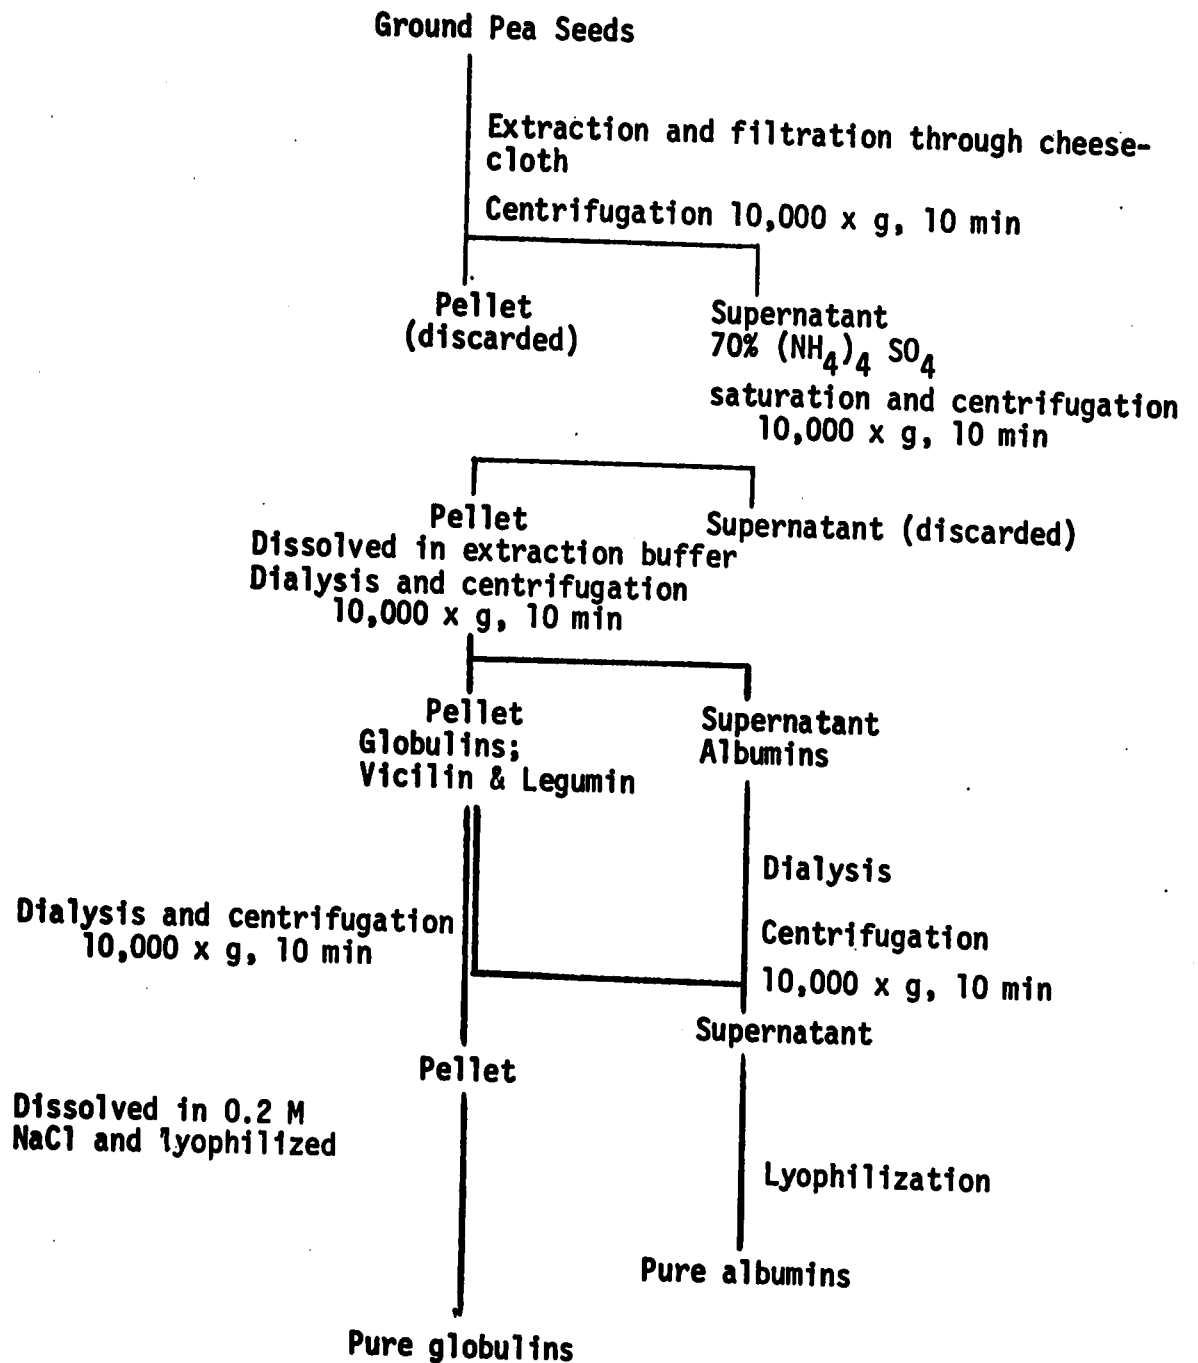 Ground Pea Seeds
Extraction and filtration through cheese-
cloth
Centrifugation 10,000 x g, 10 min
Pellet
(discarded)
Supernatant
70% (NH4)4 SO4
saturation and centrifugation
10,000 x g, 10 min
Pellet
Dissolved in extraction buffer
Dialysis and centrifugation
10,000 x g, 10 min
Supernatant (discarded)
Pellet
Globulins;
Vicilin & Legumin
Supernatant
Albumins
Dialysis and centrifugation
10,000 x g, 10 min
Dialysis
Centrifugation
10,000 x g, 10 min
Supernatant
Pellet
Dissolved in 0.2 M
NaCl and lyophilized
Lyophilization
Pure albumins
Pure globulins